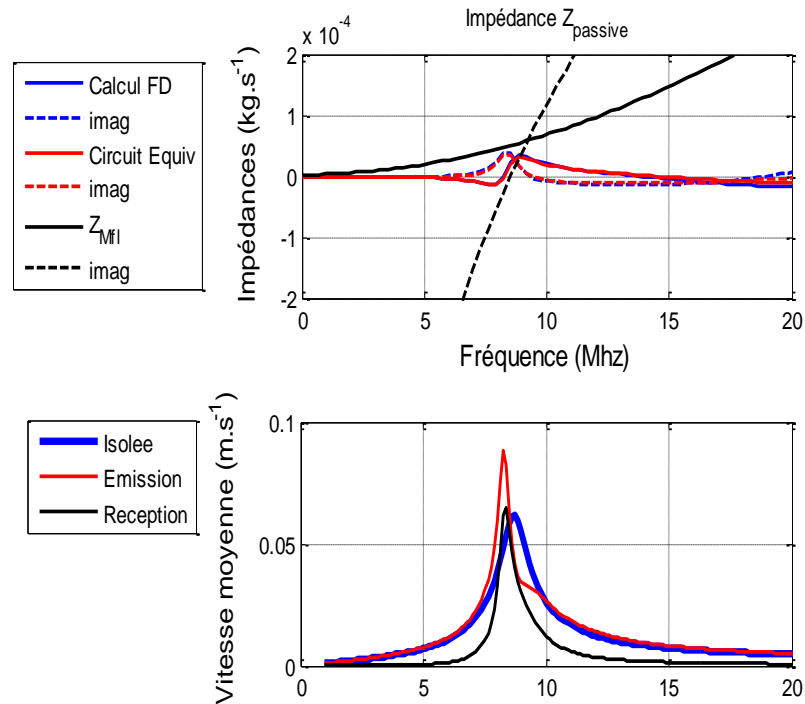 x 10^-4
Impédance Z_passive
Calcul FD
imag
Circuit Equiv
imag
Z_Mfl
imag
Impédances (kg.s^-1)
2
1
0
-1
-2
0 5 10 15 20
Fréquence (Mhz)
Isolee
Emission
Reception
Vitesse moyenne (m.s^-1)
0.1
0.05
0
0 5 10 15 20